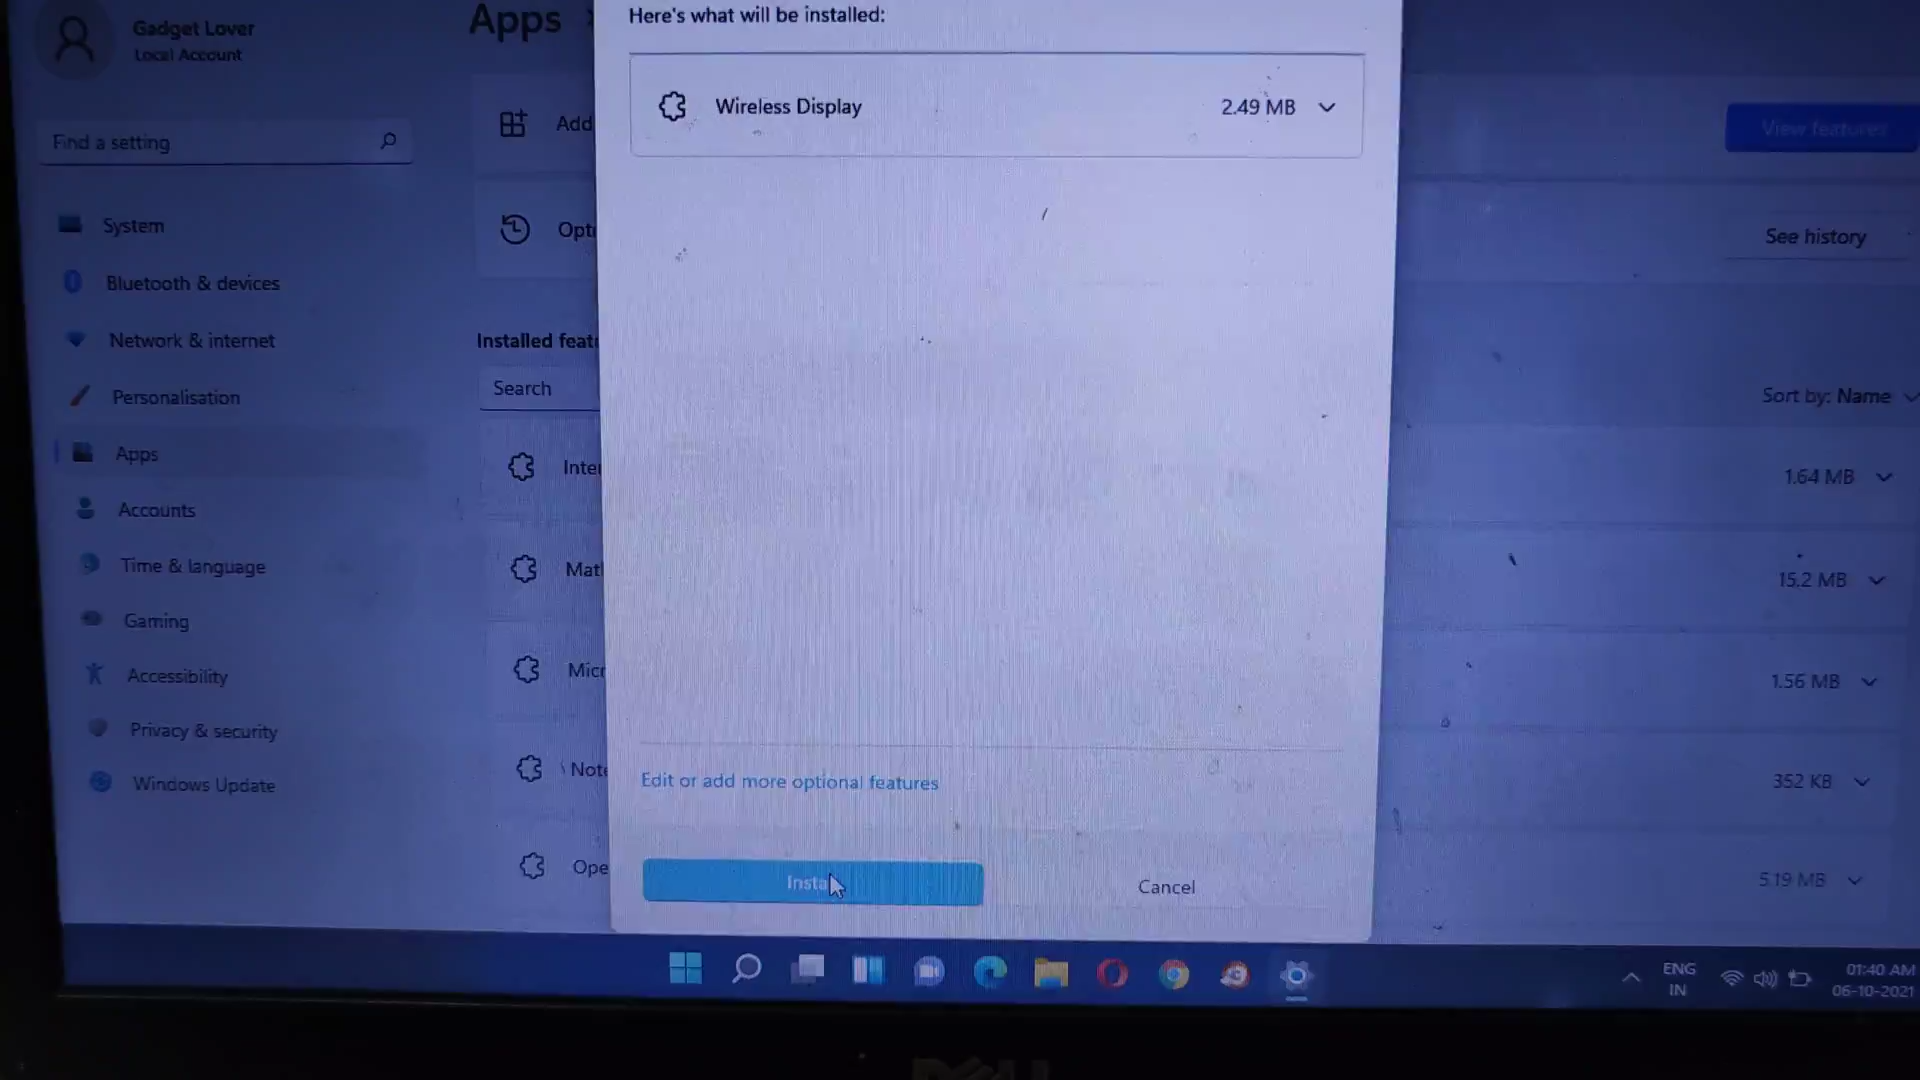 Gadget Lover
Local Account
Find a setting
System
Bluetooth & devices
Network & internet
Personalisation
Apps
Accounts
Time & language
Gaming
Accessibility
Privacy & security
Windows Update
Apps
Add
View features
Opti
See history
Installed feat
Search
Sort by: Name
Inter
1.64 MB
Mat
15.2 MB
Micr
1.56 MB
Note
352 KB
Ope
5.19 MB
Here's what will be installed:
Wireless Display
2.49 MB
Edit or add more optional features
Insta
Cancel
ENG
IN
01:40 AM
06-10-2021
DELL